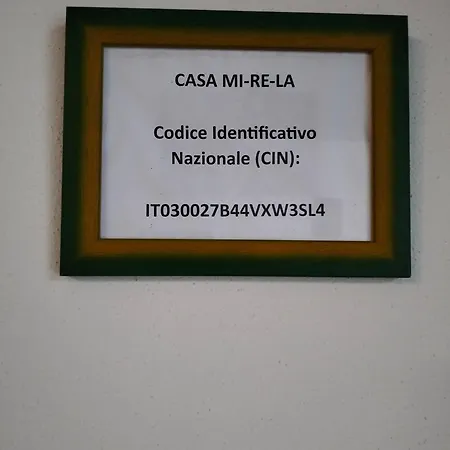 CASA MI-RE-LA
Codice Identificativo
Nazionale (CIN):
IT030027B44VXW3SL4